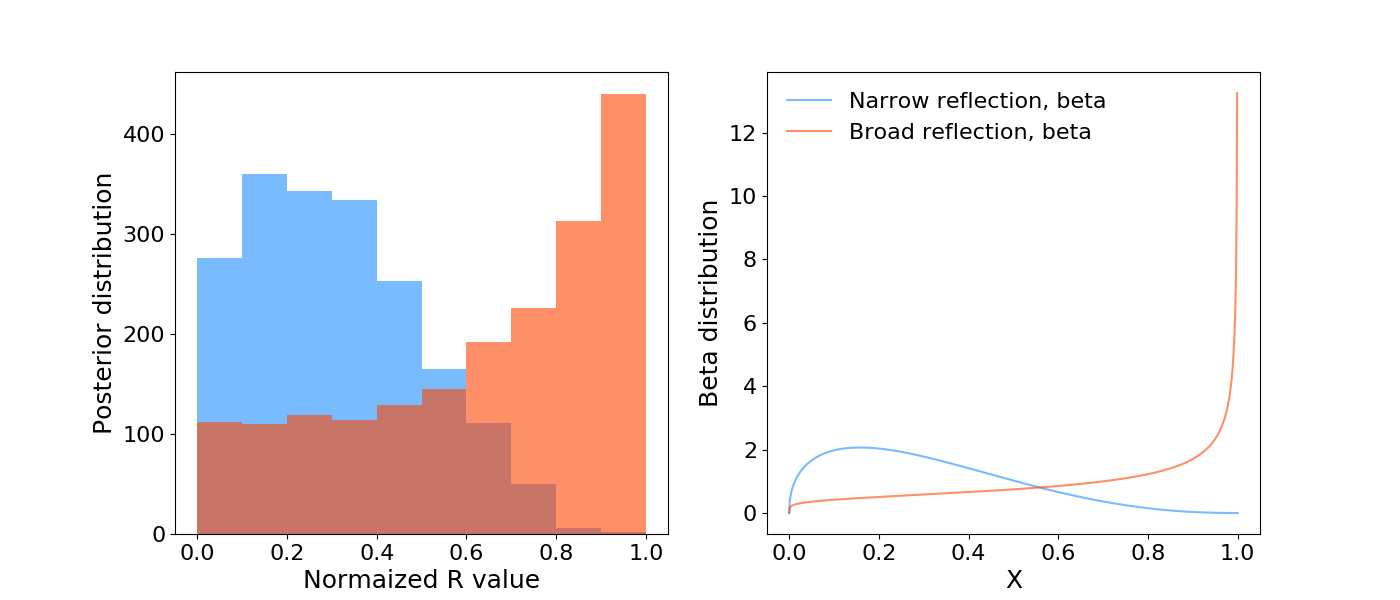 Posterior distribution
400
300
200
100
0
0.0 0.2 0.4 0.6 0.8 1.0
Normaized R value
Beta distribution
12
10
8
6
4
2
0
0.0 0.2 0.4 0.6 0.8 1.0
X
Narrow reflection, beta
Broad reflection, beta